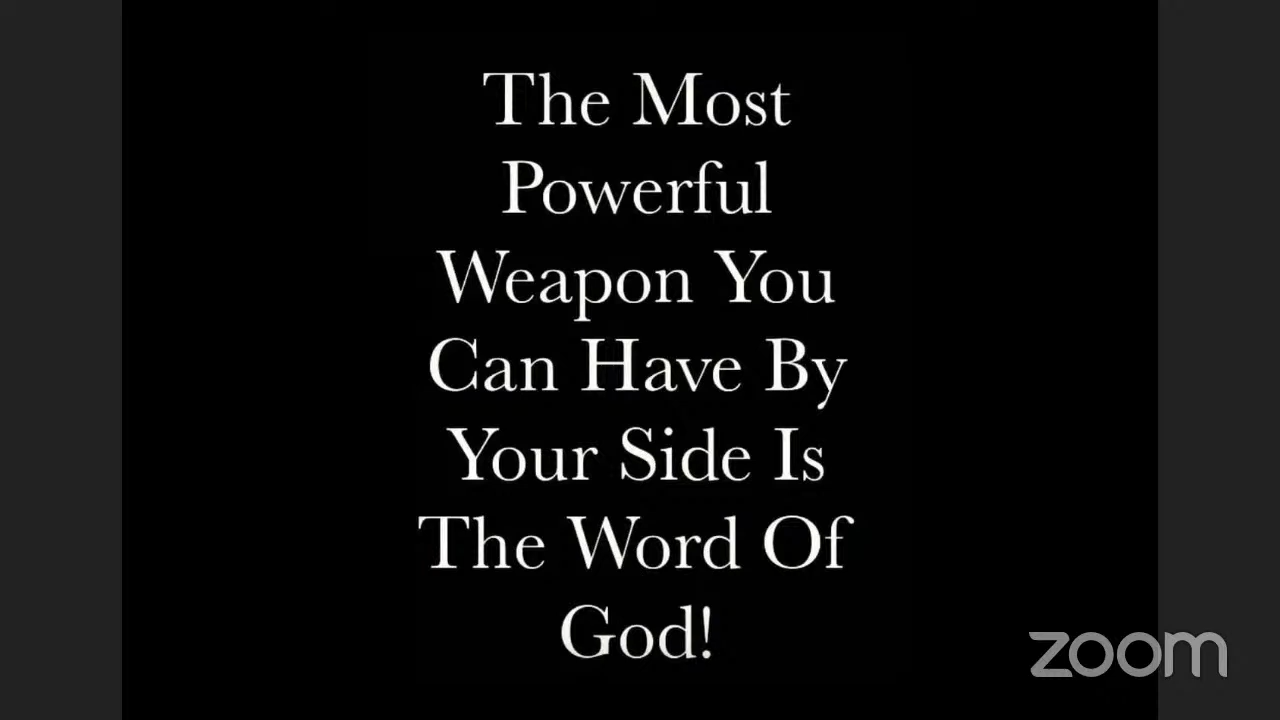 The Most
Powerful
Weapon You
Can Have By
Your Side Is
The Word Of
God!
zoom